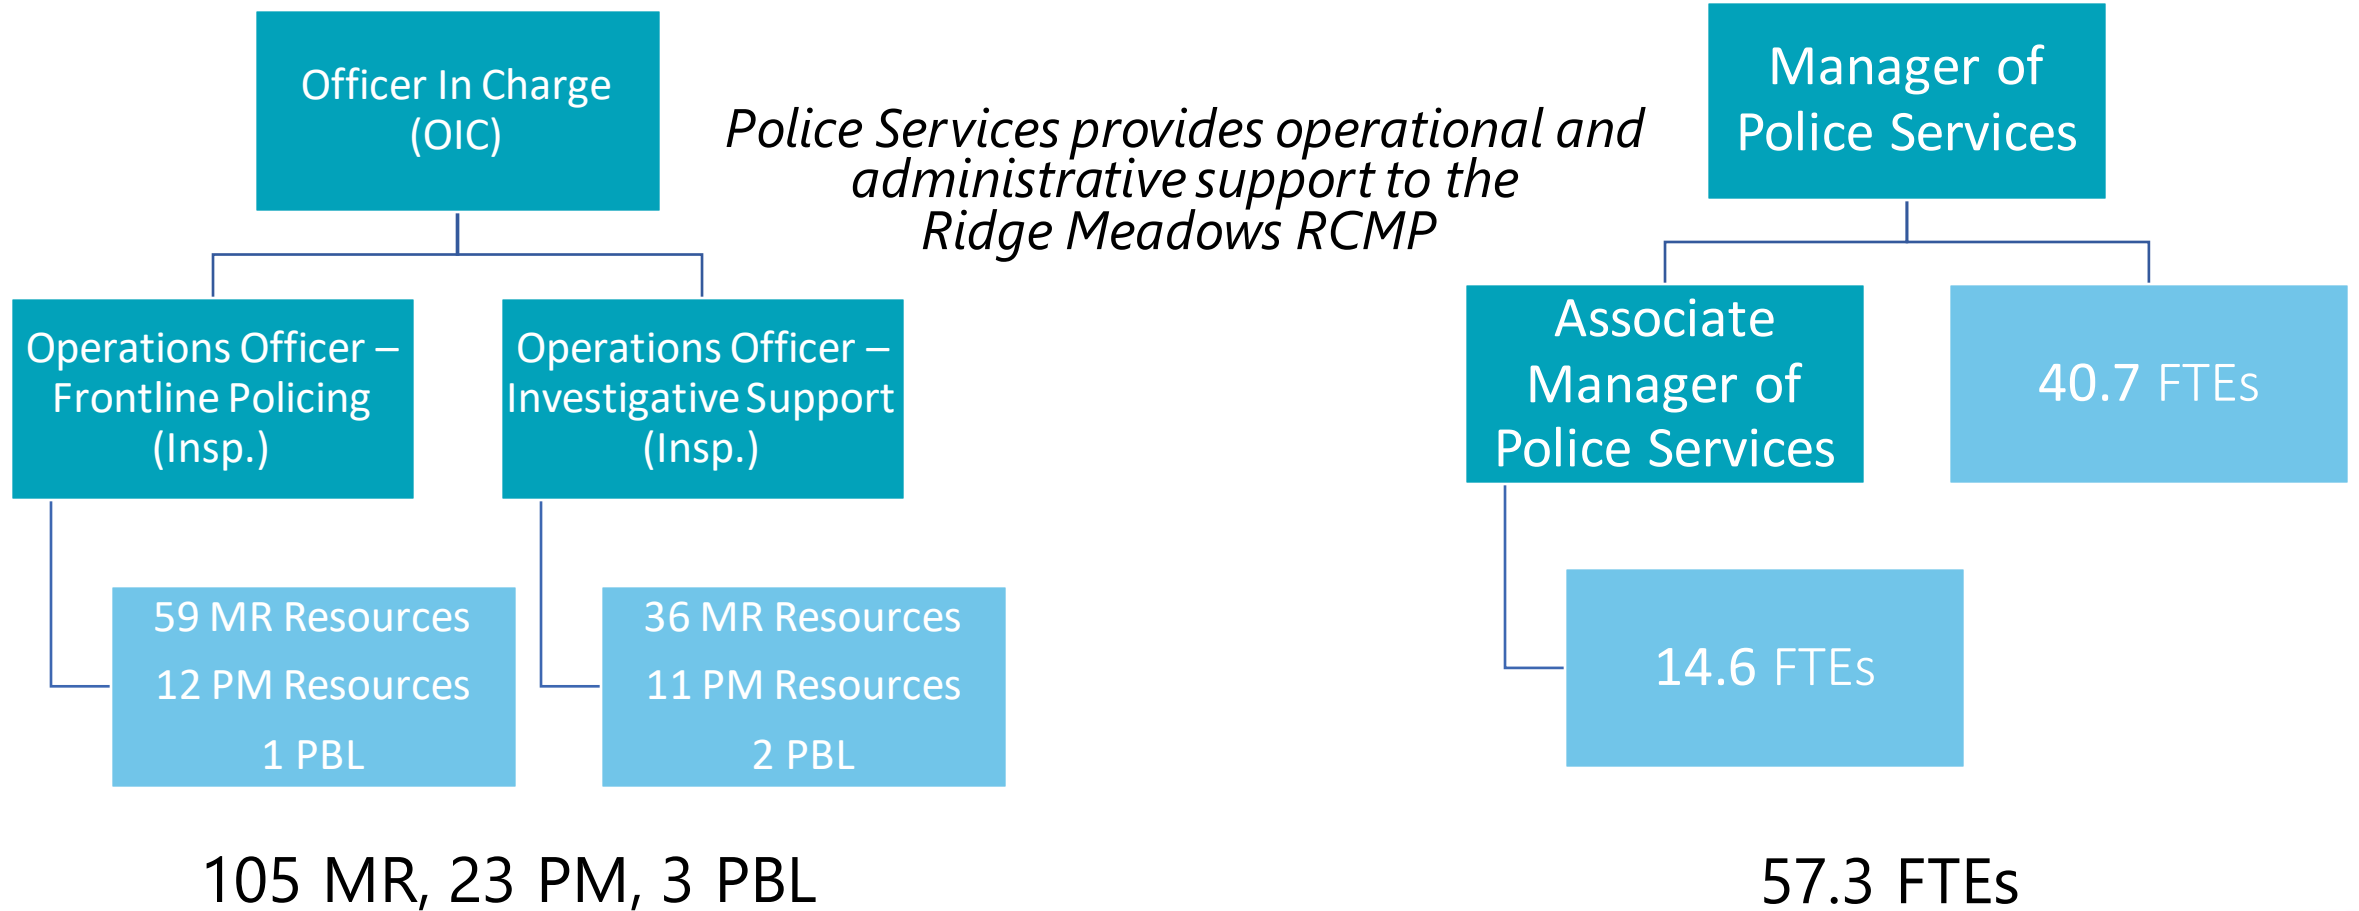 Officer In Charge
(OIC)
Police Services provides operational and
administrative support to the
Ridge Meadows RCMP
Manager of
Police Services
Operations Officer –
Frontline Policing
(Insp.)
Operations Officer –
Investigative Support
(Insp.)
Associate
Manager of
Police Services
40.7 FTEs
59 MR Resources
12 PM Resources
1 PBL
36 MR Resources
11 PM Resources
2 PBL
14.6 FTEs
105 MR, 23 PM, 3 PBL
57.3 FTEs